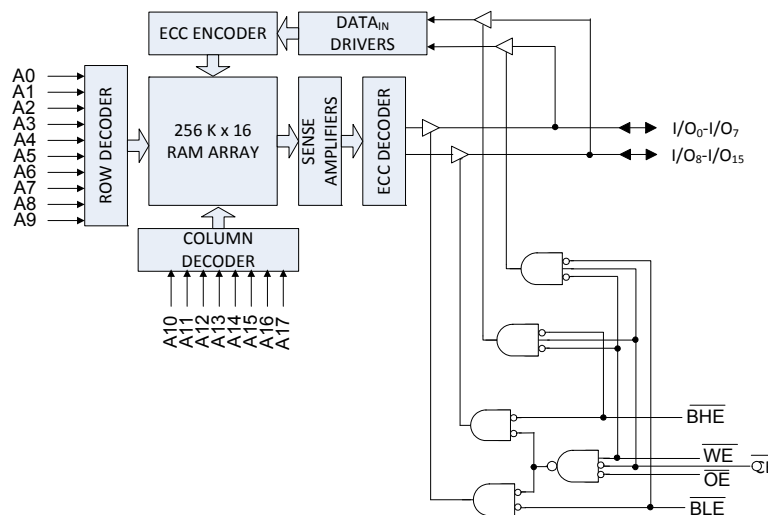 ECC ENCODER
DATAIN
DRIVERS
A0
A1
A2
A3
A4
A5
A6
A7
A8
A9
ROW DECODER
256 K x 16
RAM ARRAY
SENSE
AMPLIFIERS
ECC DECODER
I/O0-I/O7
I/O8-I/O15
COLUMN
DECODER
A10
A11
A12
A13
A14
A15
A16
A17
BHE
WE
OE
BLE